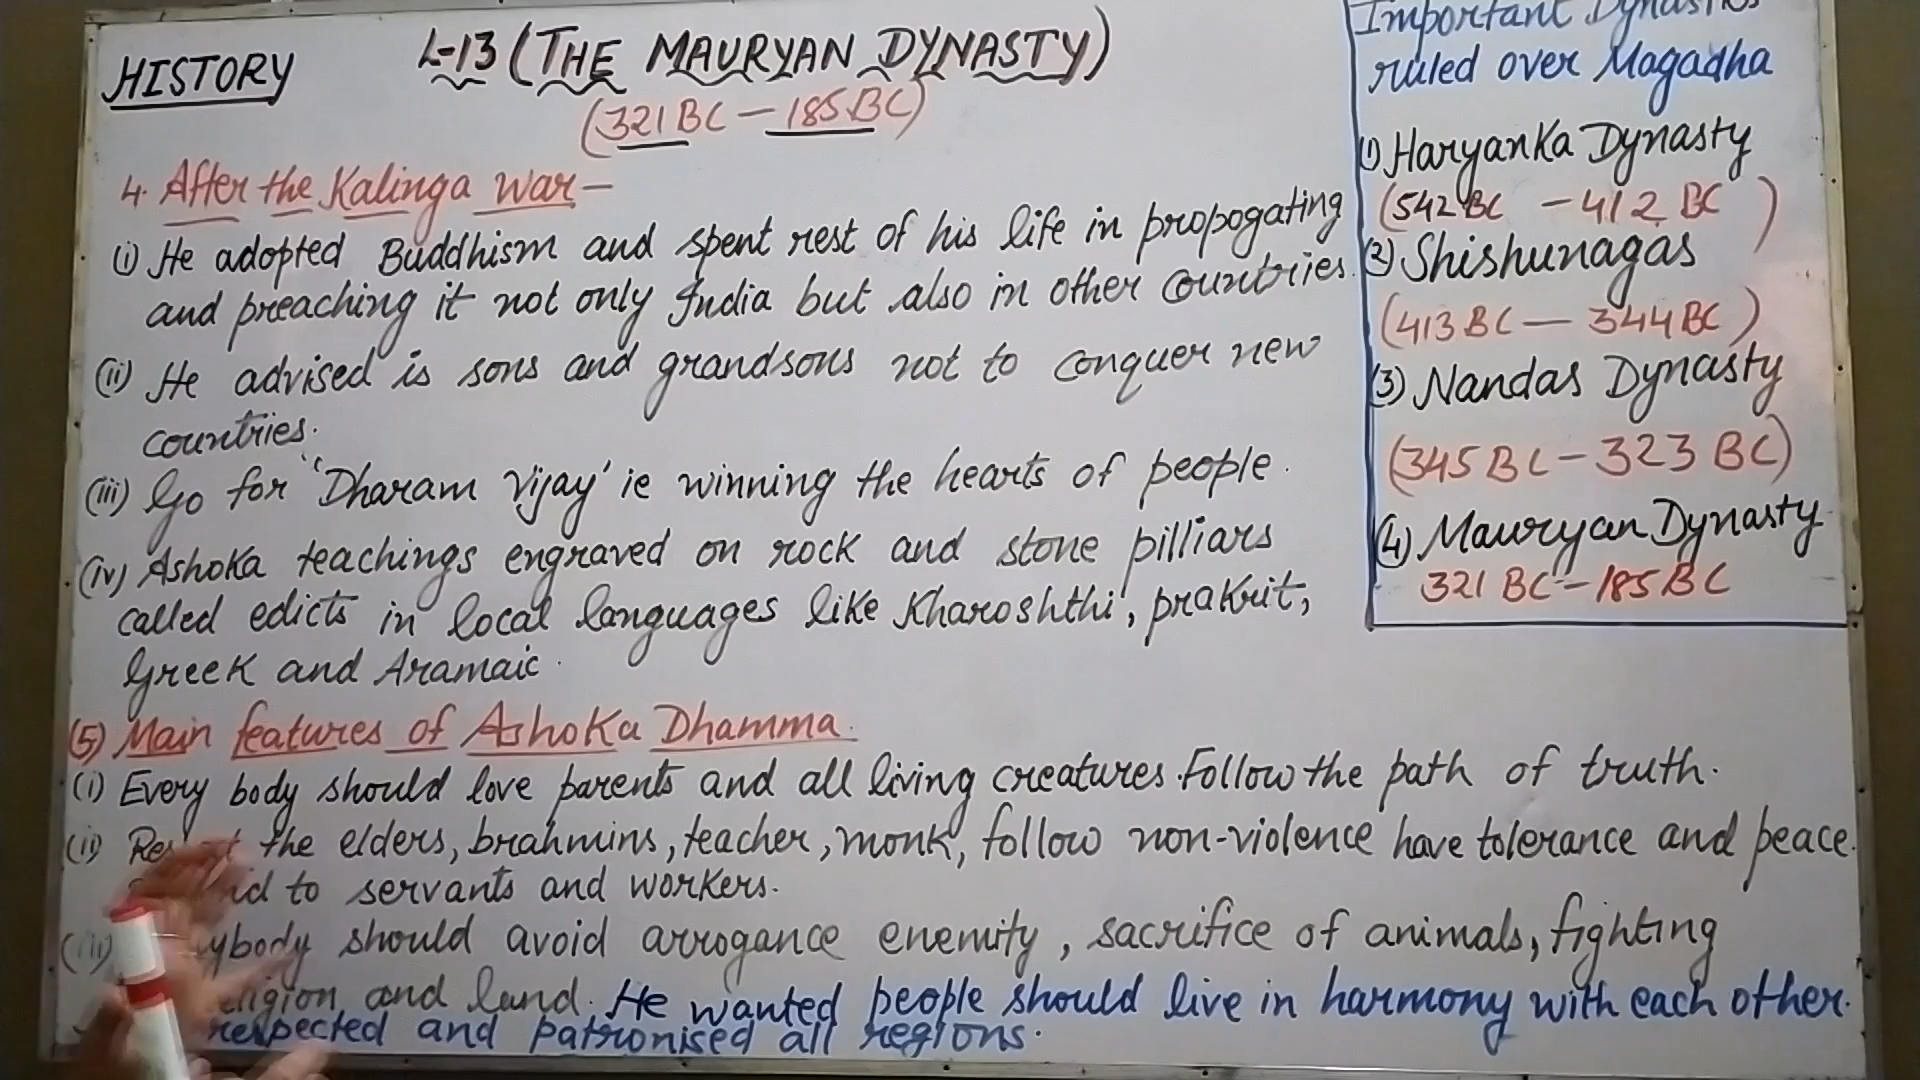 HISTORY
L-13 (THE MAURYAN DYNASTY)
(321 BC — 185 BC)
4. After the Kalinga war —
(i) He adopted Buddhism and spent rest of his life in propogating
and preaching it not only India but also in other countries.
(ii) He advised is sons and grandsons not to conquer new
countries.
(iii) Go for 'Dharam Vijay' ie winning the hearts of people.
(iv) Ashoka teachings engraved on rock and stone pilliars
called edicts in local languages like Kharoshthi, prakrit,
Greek and Aramaic.
(5) Main features of Ashoka Dhamma.
(i) Every body should love parents and all living creatures. Follow the path of truth.
(ii) the elders, brahmins, teacher, monk, follow non-violence have tolerance and peace.
to servants and workers.
(iii) should avoid arrogance enemity, sacrifice of animals, fighting
and land. He wanted people should live in harmony with each other.
respected and patronised all regions.
Important Dynasties
ruled over Magadha
(1) Haryanka Dynasty
(542 BC — 412 BC)
(2) Shishunagas
(413 BC — 344 BC)
(3) Nandas Dynasty
(345 BC — 323 BC)
(4) Mauryan Dynasty
321 BC — 185 BC